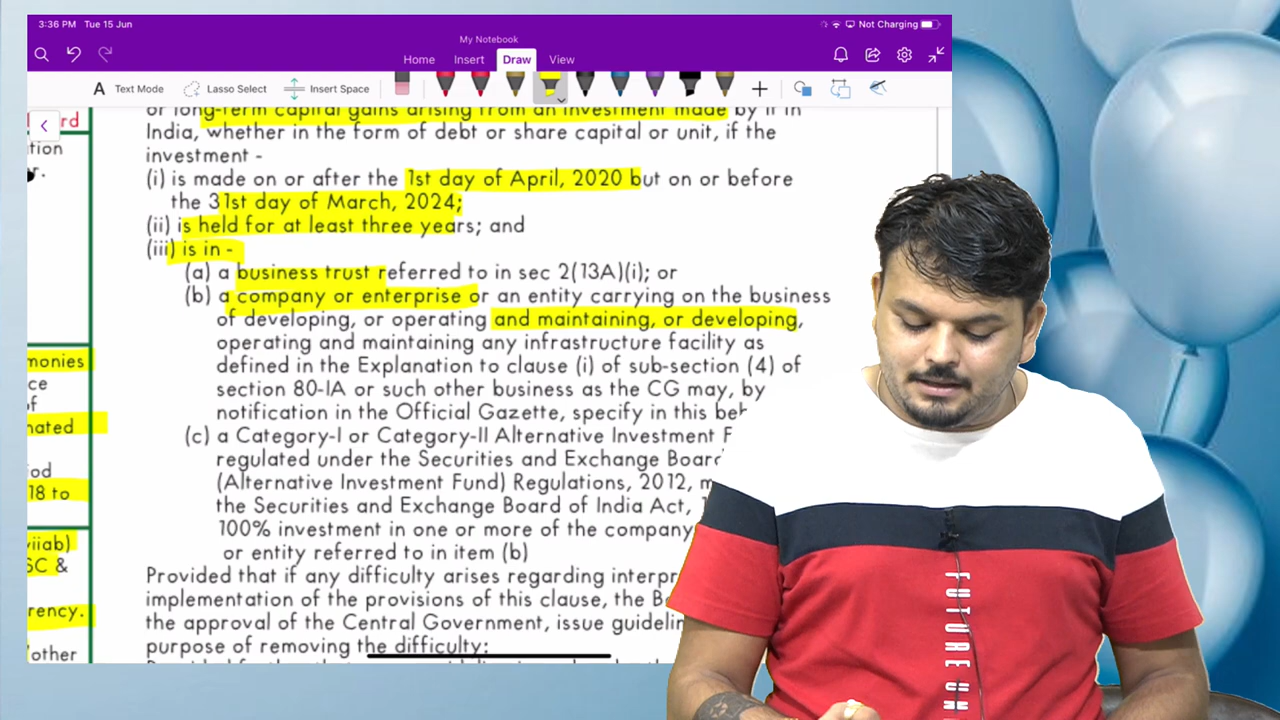 3:36 PM Tue 15 Jun
Not Charging
My Notebook
Home Insert Draw View
A Text Mode Lasso Select Insert Space
or long-term capital gains arising from an investment made by it in
India, whether in the form of debt or share capital or unit, if the
investment -
(i) is made on or after the 1st day of April, 2020 but on or before
the 31st day of March, 2024;
(ii) is held for at least three years; and
(iii) is in -
(a) a business trust referred to in sec 2(13A)(i); or
(b) a company or enterprise or an entity carrying on the business
of developing, or operating and maintaining, or developing,
operating and maintaining any infrastructure facility as
defined in the Explanation to clause (i) of sub-section (4) of
section 80-IA or such other business as the CG may, by
notification in the Official Gazette, specify in this beh
(c) a Category-I or Category-II Alternative Investment F
regulated under the Securities and Exchange Board
(Alternative Investment Fund) Regulations, 2012, m
the Securities and Exchange Board of India Act, 1
100% investment in one or more of the company
or entity referred to in item (b)
Provided that if any difficulty arises regarding interpr
implementation of the provisions of this clause, the Bo
the approval of the Central Government, issue guidelin
purpose of removing the difficulty:
rd
tion
r.
monies
ce
of
nated
iod
18 to
viiab)
SC &
rency.
other
FUTURE UN